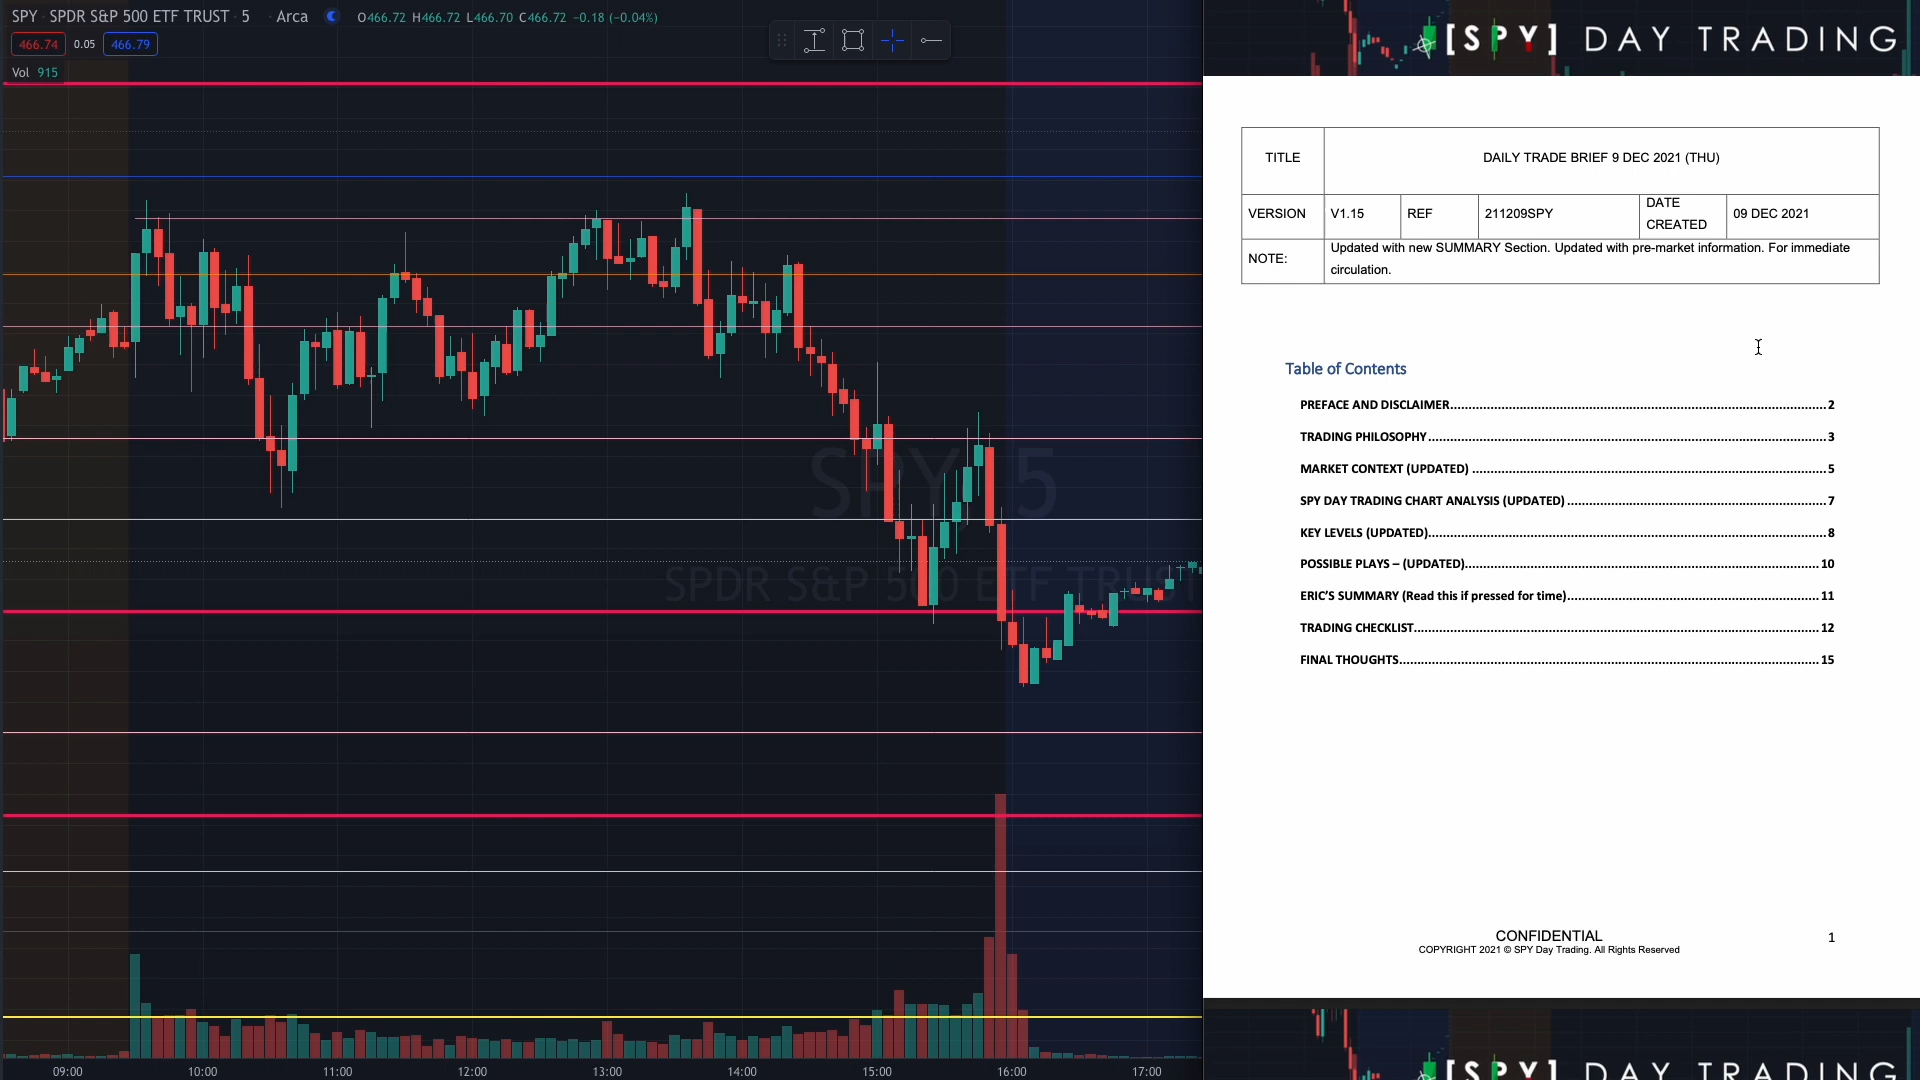 SPY · SPDR S&P 500 ETF TRUST · 5 · Arca O466.72 H466.72 L466.70 C466.72 −0.18 (−0.04%)
466.74 0.05 466.79
Vol 915
SPY, 5
SPDR S&P 500 ETF TRUST
09:00 10:00 11:00 12:00 13:00 14:00 15:00 16:00 17:00
[SPY] DAY TRADING
TITLE DAILY TRADE BRIEF 9 DEC 2021 (THU)
VERSION V1.15 REF 211209SPY DATE CREATED 09 DEC 2021
NOTE: Updated with new SUMMARY Section. Updated with pre-market information. For immediate
circulation.
Table of Contents
PREFACE AND DISCLAIMER 2
TRADING PHILOSOPHY 3
MARKET CONTEXT (UPDATED) 5
SPY DAY TRADING CHART ANALYSIS (UPDATED) 7
KEY LEVELS (UPDATED) 8
POSSIBLE PLAYS – (UPDATED) 10
ERIC'S SUMMARY (Read this if pressed for time) 11
TRADING CHECKLIST 12
FINAL THOUGHTS 15
CONFIDENTIAL 1
COPYRIGHT 2021 © SPY Day Trading. All Rights Reserved
[SPY] DAY TRADING